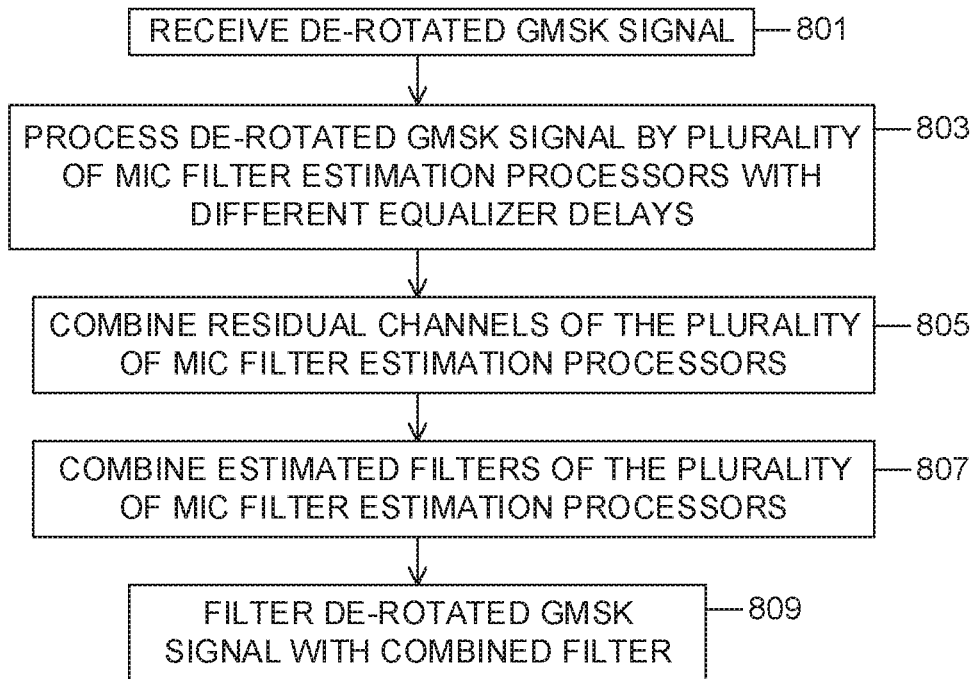 RECEIVE DE-ROTATED GMSK SIGNAL
801
PROCESS DE-ROTATED GMSK SIGNAL BY PLURALITY
OF MIC FILTER ESTIMATION PROCESSORS WITH
DIFFERENT EQUALIZER DELAYS
803
COMBINE RESIDUAL CHANNELS OF THE PLURALITY
OF MIC FILTER ESTIMATION PROCESSORS
805
COMBINE ESTIMATED FILTERS OF THE PLURALITY
OF MIC FILTER ESTIMATION PROCESSORS
807
FILTER DE-ROTATED GMSK
SIGNAL WITH COMBINED FILTER
809